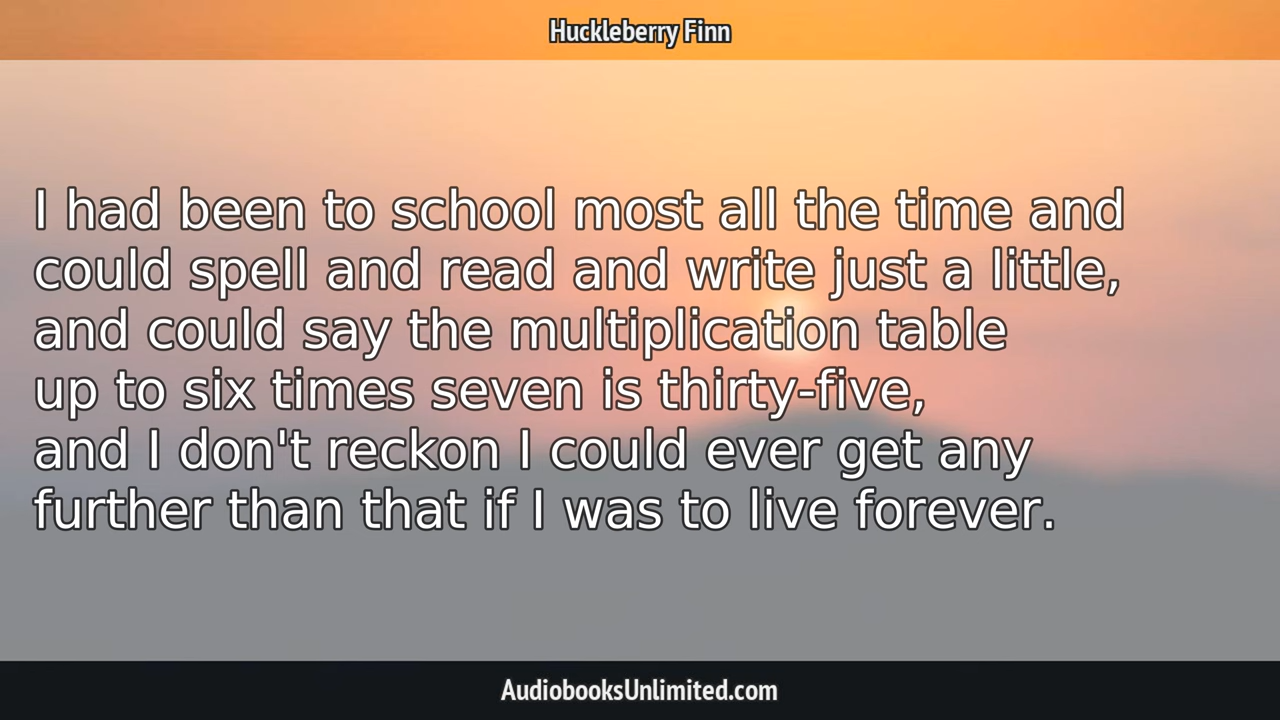 Huckleberry Finn
I had been to school most all the time and
could spell and read and write just a little,
and could say the multiplication table
up to six times seven is thirty-five,
and I don't reckon I could ever get any
further than that if I was to live forever.
AudiobooksUnlimited.com